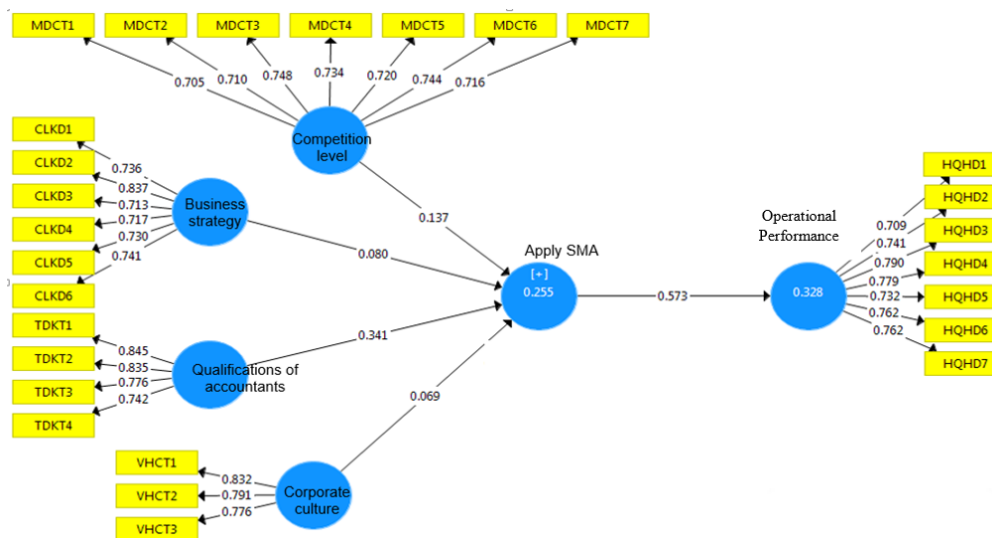 MDCT1 MDCT2 MDCT3 MDCT4 MDCT5 MDCT6 MDCT7
0.705 0.710 0.748 0.734 0.720 0.744 0.716
Competition
level
CLKD1
CLKD2
CLKD3
CLKD4
CLKD5
CLKD6
0.736
0.837
0.713
0.717
0.730
0.741
Business
strategy
TDKT1
TDKT2
TDKT3
TDKT4
0.845
0.835
0.776
0.742
Qualifications of
accountants
VHCT1
VHCT2
VHCT3
0.832
0.791
0.776
Corporate
culture
0.137
0.080
0.341
0.069
Apply SMA
[+]
0.255
0.573
Operational
Performance
0.328
0.709
0.741
0.790
0.779
0.732
0.762
0.762
HQHD1
HQHD2
HQHD3
HQHD4
HQHD5
HQHD6
HQHD7